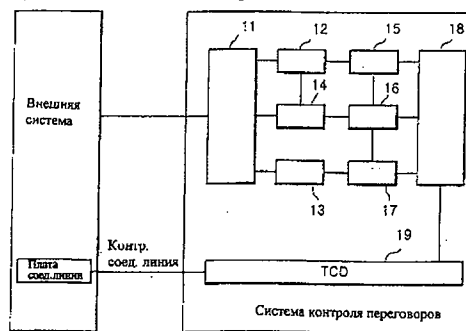 11
12
15
18
Внешняя
система
14
16
13
17
Контр.
соед. линия
19
Плата
соед.линии
TCD
Система контроля переговоров